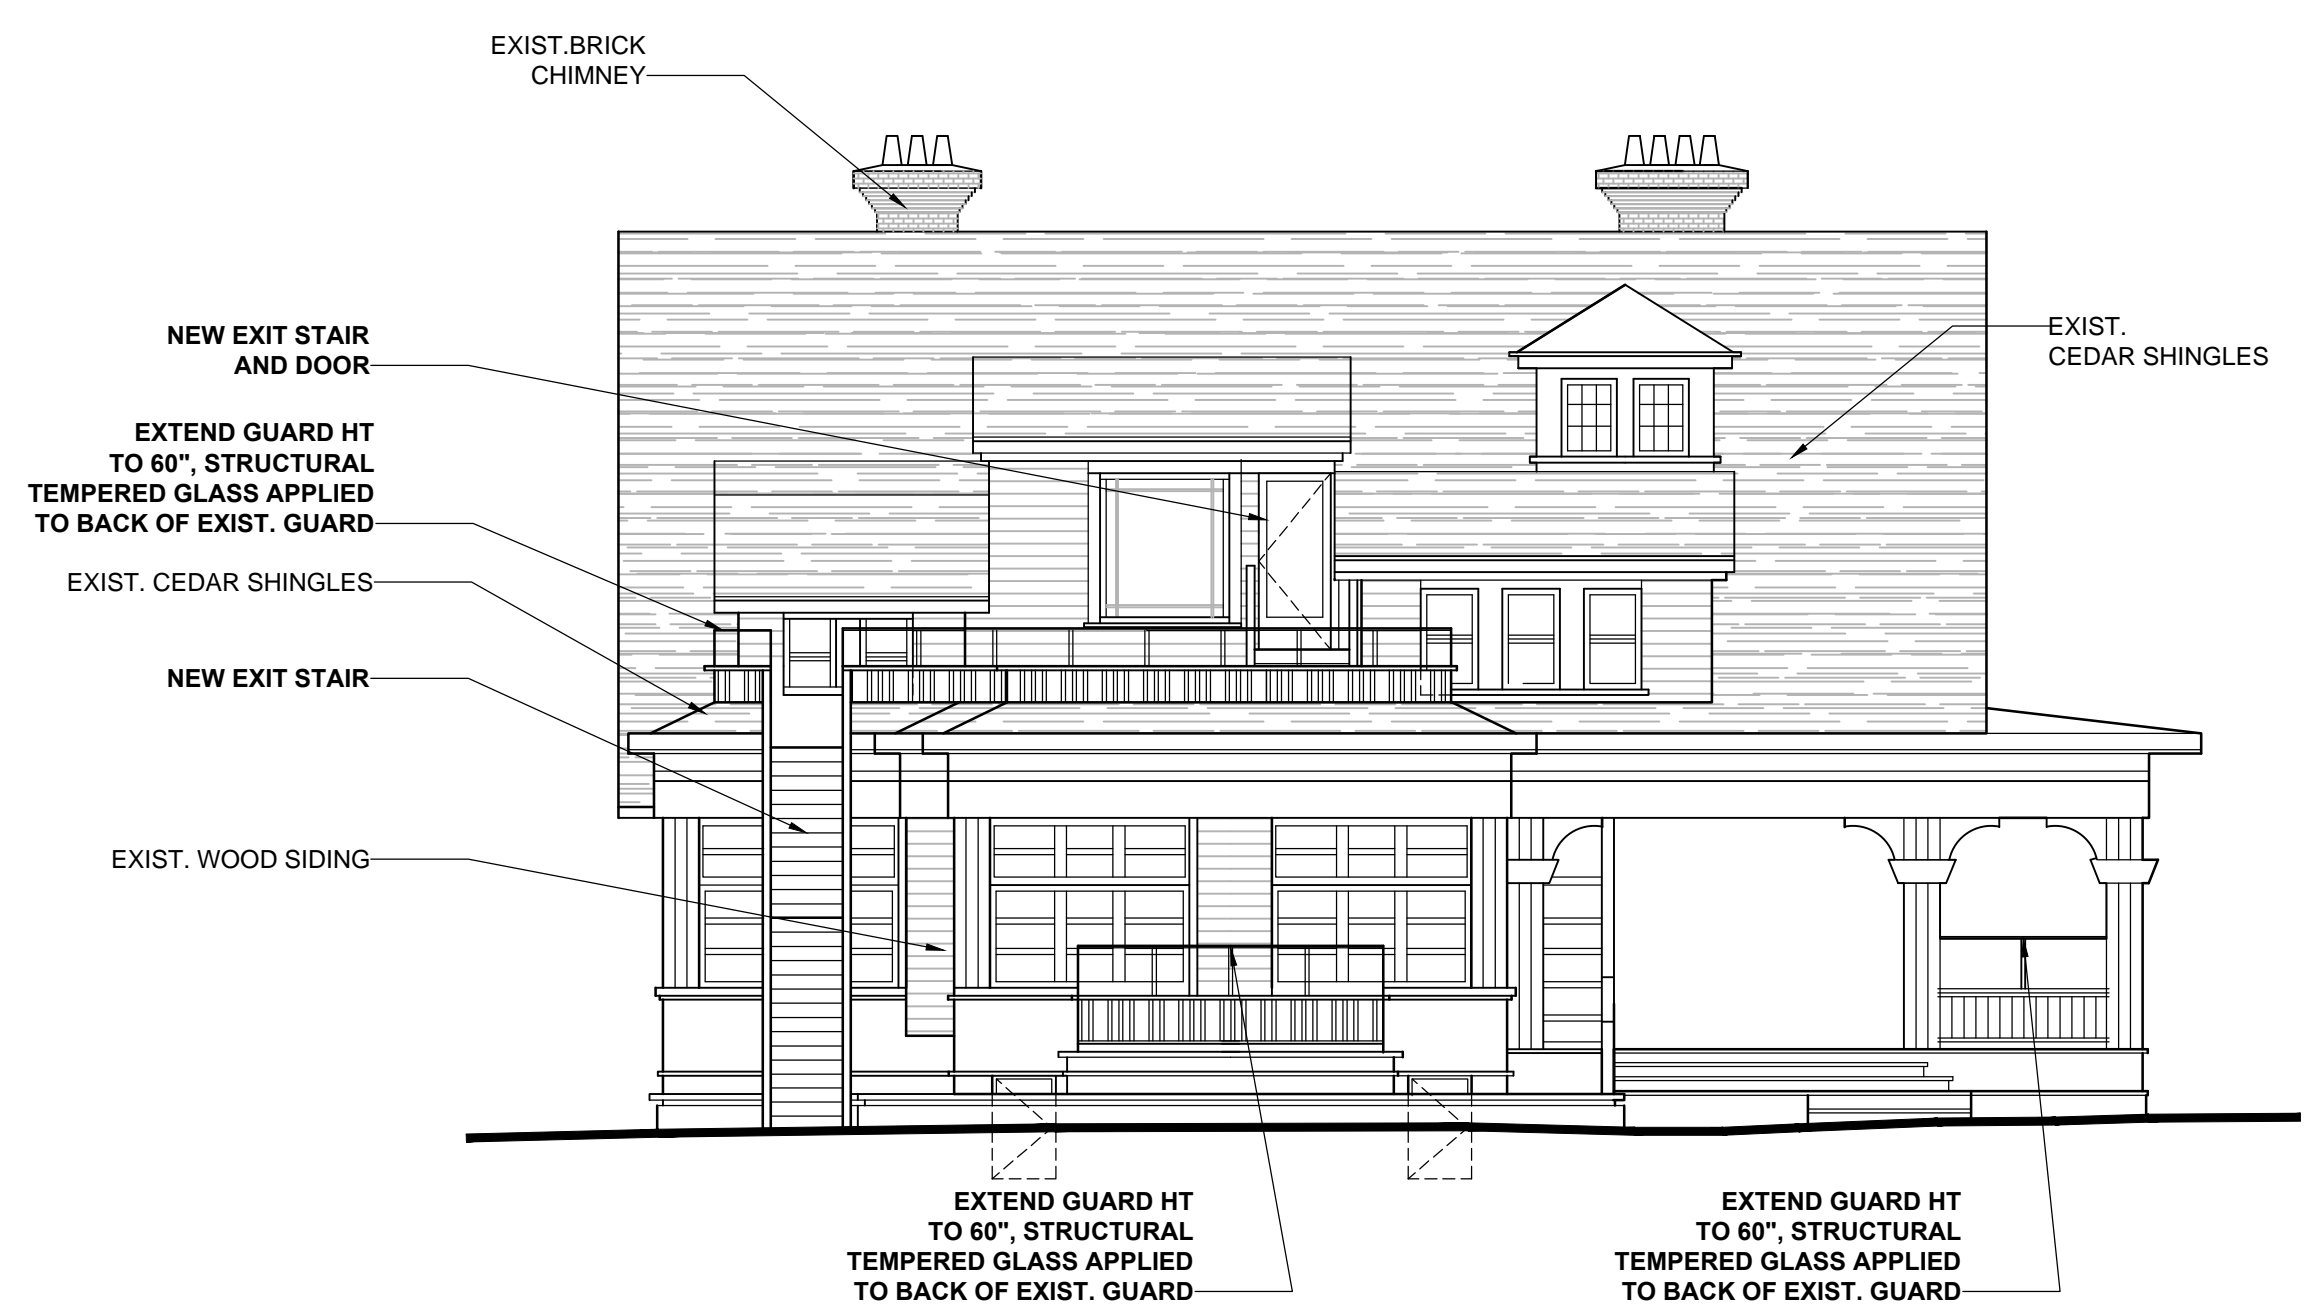 EXIST.BRICK
CHIMNEY
NEW EXIT STAIR
AND DOOR
EXIST.
CEDAR SHINGLES
EXTEND GUARD HT
TO 60", STRUCTURAL
TEMPERED GLASS APPLIED
TO BACK OF EXIST. GUARD
EXIST. CEDAR SHINGLES
NEW EXIT STAIR
EXIST. WOOD SIDING
EXTEND GUARD HT
TO 60", STRUCTURAL
TEMPERED GLASS APPLIED
TO BACK OF EXIST. GUARD
EXTEND GUARD HT
TO 60", STRUCTURAL
TEMPERED GLASS APPLIED
TO BACK OF EXIST. GUARD